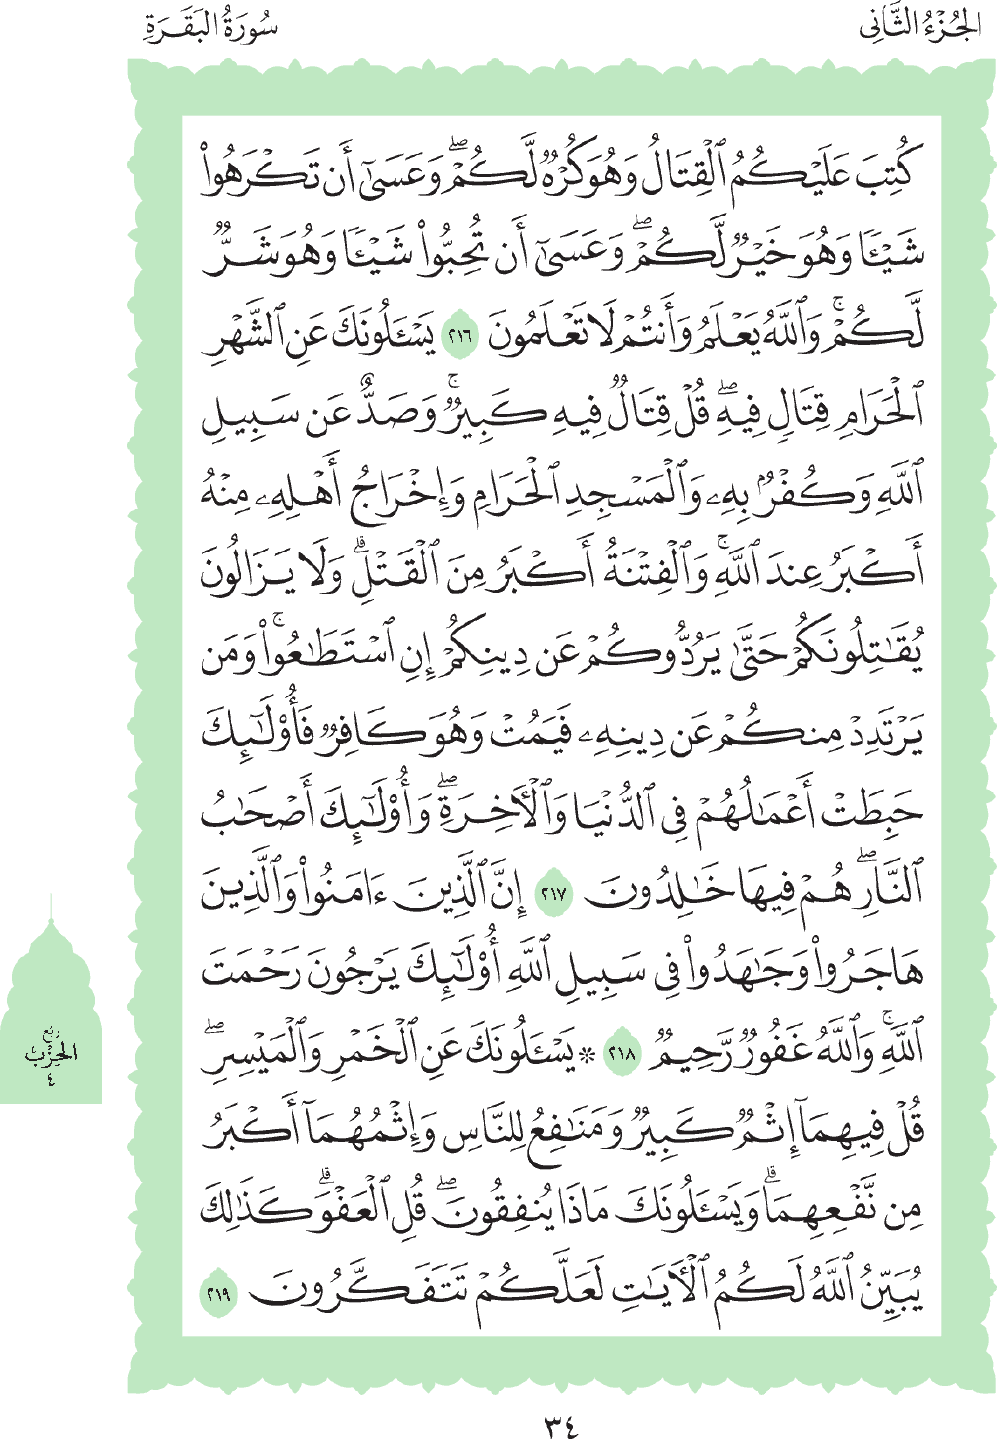 الجُزْءُ الثَّانِي
سُورَةُ البَقَرَةِ
كُتِبَ عَلَيۡكُمُ ٱلۡقِتَالُ وَهُوَ كُرۡهٞ لَّكُمۡۖ وَعَسَىٰٓ أَن تَكۡرَهُواْ
شَيۡـٔٗا وَهُوَ خَيۡرٞ لَّكُمۡۖ وَعَسَىٰٓ أَن تُحِبُّواْ شَيۡـٔٗا وَهُوَ شَرّٞ
لَّكُمۡۚ وَٱللَّهُ يَعۡلَمُ وَأَنتُمۡ لَا تَعۡلَمُونَ ٢١٦ يَسۡـَٔلُونَكَ عَنِ ٱلشَّهۡرِ
ٱلۡحَرَامِ قِتَالٖ فِيهِۖ قُلۡ قِتَالٞ فِيهِ كَبِيرٞۚ وَصَدٌّ عَن سَبِيلِ
ٱللَّهِ وَكُفۡرُۢ بِهِۦ وَٱلۡمَسۡجِدِ ٱلۡحَرَامِ وَإِخۡرَاجُ أَهۡلِهِۦ مِنۡهُ
أَكۡبَرُ عِندَ ٱللَّهِۚ وَٱلۡفِتۡنَةُ أَكۡبَرُ مِنَ ٱلۡقَتۡلِۗ وَلَا يَزَالُونَ
يُقَٰتِلُونَكُمۡ حَتَّىٰ يَرُدُّوكُمۡ عَن دِينِكُمۡ إِنِ ٱسۡتَطَٰعُواْۚ وَمَن
يَرۡتَدِدۡ مِنكُمۡ عَن دِينِهِۦ فَيَمُتۡ وَهُوَ كَافِرٞ فَأُوْلَٰٓئِكَ
حَبِطَتۡ أَعۡمَٰلُهُمۡ فِي ٱلدُّنۡيَا وَٱلۡأٓخِرَةِۖ وَأُوْلَٰٓئِكَ أَصۡحَٰبُ
ٱلنَّارِۖ هُمۡ فِيهَا خَٰلِدُونَ ٢١٧ إِنَّ ٱلَّذِينَ ءَامَنُواْ وَٱلَّذِينَ
هَاجَرُواْ وَجَٰهَدُواْ فِي سَبِيلِ ٱللَّهِ أُوْلَٰٓئِكَ يَرۡجُونَ رَحۡمَتَ
ٱللَّهِۚ وَٱللَّهُ غَفُورٞ رَّحِيمٞ ٢١٨ ۞ يَسۡـَٔلُونَكَ عَنِ ٱلۡخَمۡرِ وَٱلۡمَيۡسِرِۖ
قُلۡ فِيهِمَآ إِثۡمٞ كَبِيرٞ وَمَنَٰفِعُ لِلنَّاسِ وَإِثۡمُهُمَآ أَكۡبَرُ
مِن نَّفۡعِهِمَاۗ وَيَسۡـَٔلُونَكَ مَاذَا يُنفِقُونَۖ قُلِ ٱلۡعَفۡوَۗ كَذَٰلِكَ
يُبَيِّنُ ٱللَّهُ لَكُمُ ٱلۡأٓيَٰتِ لَعَلَّكُمۡ تَتَفَكَّرُونَ ٢١٩
رُبْع
الحِزْب
٤
٣٤